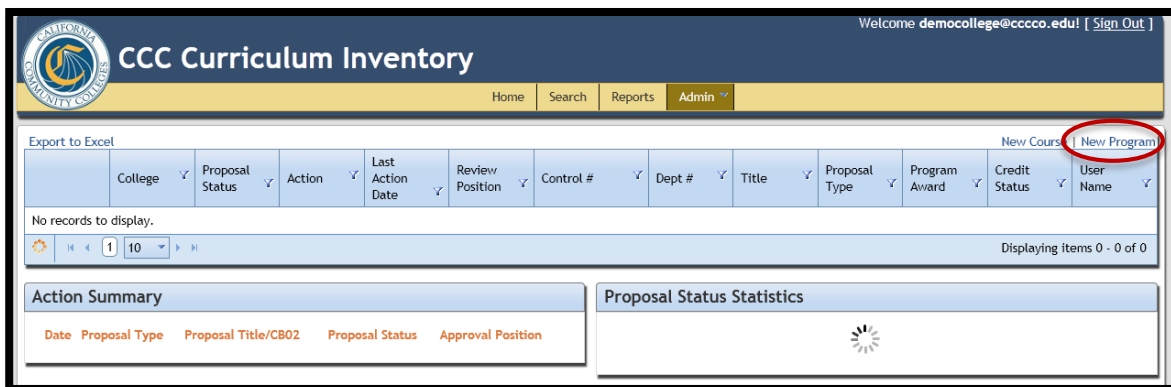 Welcome democollege@cccco.edu! [ Sign Out ]
CALIFORNIA
COMMUNITY COLLEGES
CCC Curriculum Inventory
Home Search Reports Admin
Export to Excel New Course | New Program
College Proposal Status Action Last Action Date Review Position Control # Dept # Title Proposal Type Program Award Credit Status User Name
No records to display.
1 10 Displaying items 0 - 0 of 0
Action Summary Proposal Status Statistics
Date Proposal Type Proposal Title/CB02 Proposal Status Approval Position